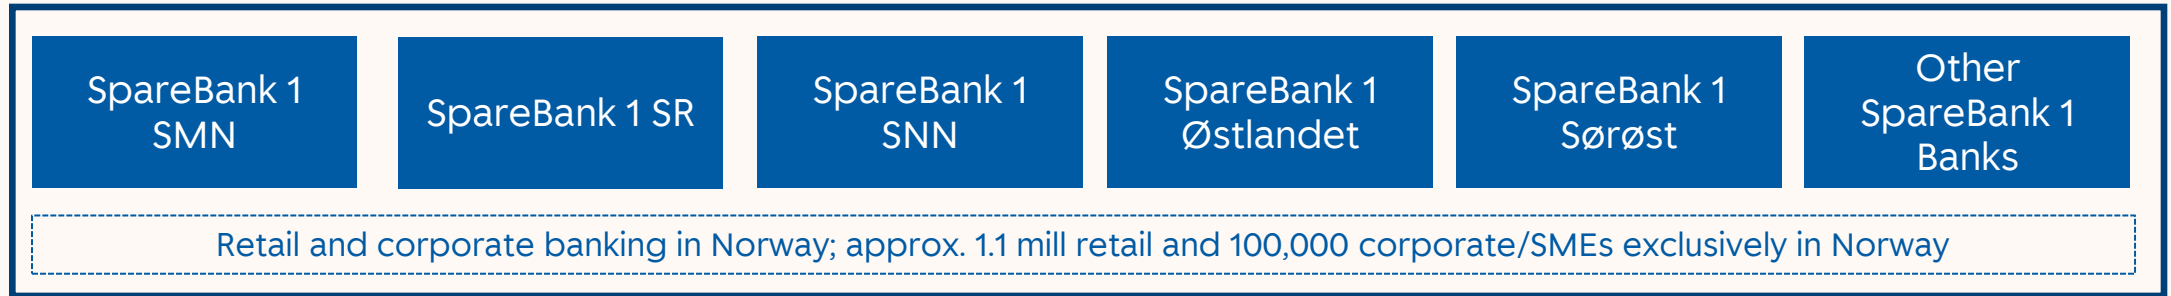 SpareBank 1
SMN
SpareBank 1 SR
SpareBank 1
SNN
SpareBank 1
Østlandet
SpareBank 1
Sørøst
Other
SpareBank 1
Banks
Retail and corporate banking in Norway; approx. 1.1 mill retail and 100,000 corporate/SMEs exclusively in Norway